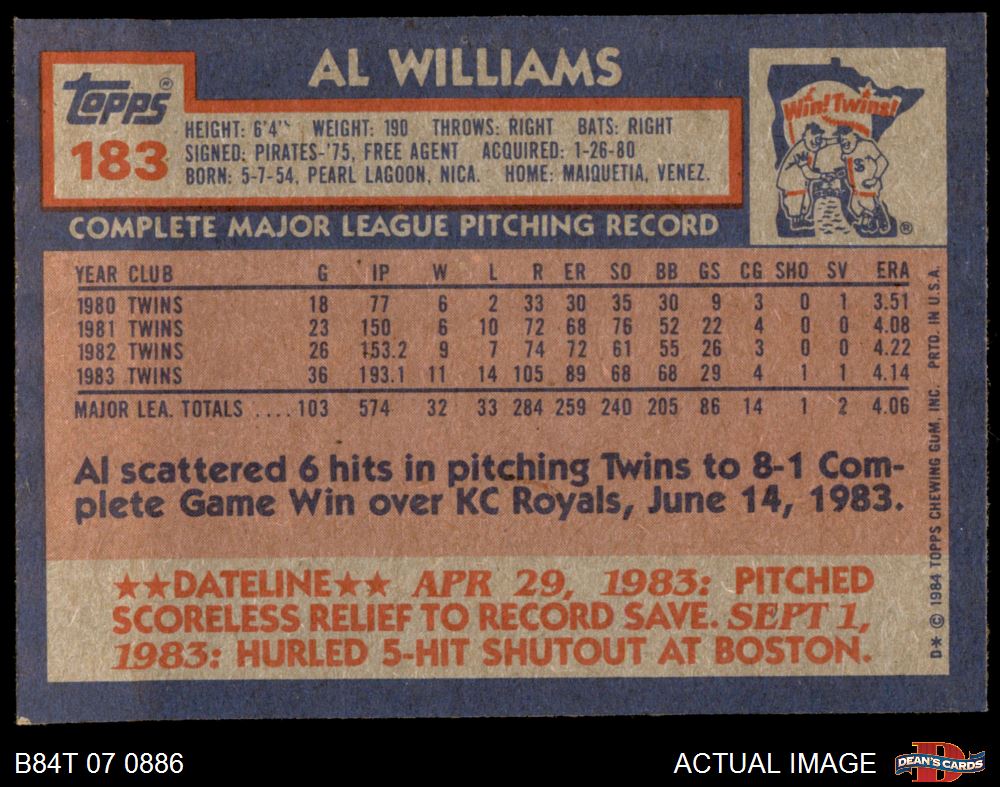 AL WILLIAMS
Topps®
183
HEIGHT: 6'4" WEIGHT: 190 THROWS: RIGHT BATS: RIGHT
SIGNED: PIRATES-'75, FREE AGENT ACQUIRED: 1-26-80
BORN: 5-7-54, PEARL LAGOON, NICA. HOME: MAIQUETIA, VENEZ.
Win! Twins!
®
COMPLETE MAJOR LEAGUE PITCHING RECORD
YEAR CLUB G IP W L R ER SO BB GS CG SHO SV ERA
1980 TWINS 18 77 6 2 33 30 35 30 9 3 0 1 3.51
1981 TWINS 23 150 6 10 72 68 76 52 22 4 0 0 4.08
1982 TWINS 26 153.2 9 7 74 72 61 55 26 3 0 0 4.22
1983 TWINS 36 193.1 11 14 105 89 68 68 29 4 1 1 4.14
MAJOR LEA. TOTALS ....103 574 32 33 284 259 240 205 86 14 1 2 4.06
Al scattered 6 hits in pitching Twins to 8-1 Com-
plete Game Win over KC Royals, June 14, 1983.
★★DATELINE★★ APR 29, 1983: PITCHED
SCORELESS RELIEF TO RECORD SAVE. SEPT 1,
1983: HURLED 5-HIT SHUTOUT AT BOSTON.
D★ © 1984 TOPPS CHEWING GUM, INC. PRTD. IN U.S.A.
B84T 07 0886
ACTUAL IMAGE
DEAN'S CARDS